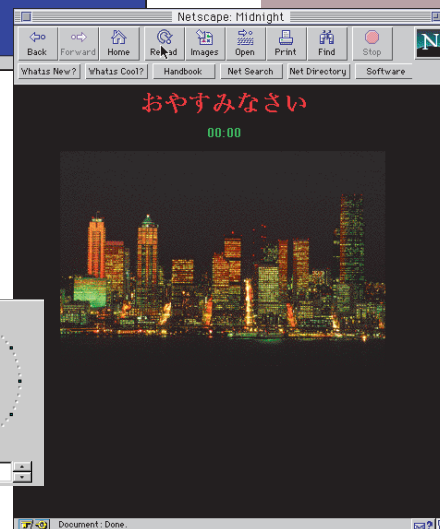 Netscape: Midnight
Back Forward Home Reload Images Open Print Find Stop N
What's New? What's Cool? Handbook Net Search Net Directory Software
おやすみなさい
00:00
Document: Done.